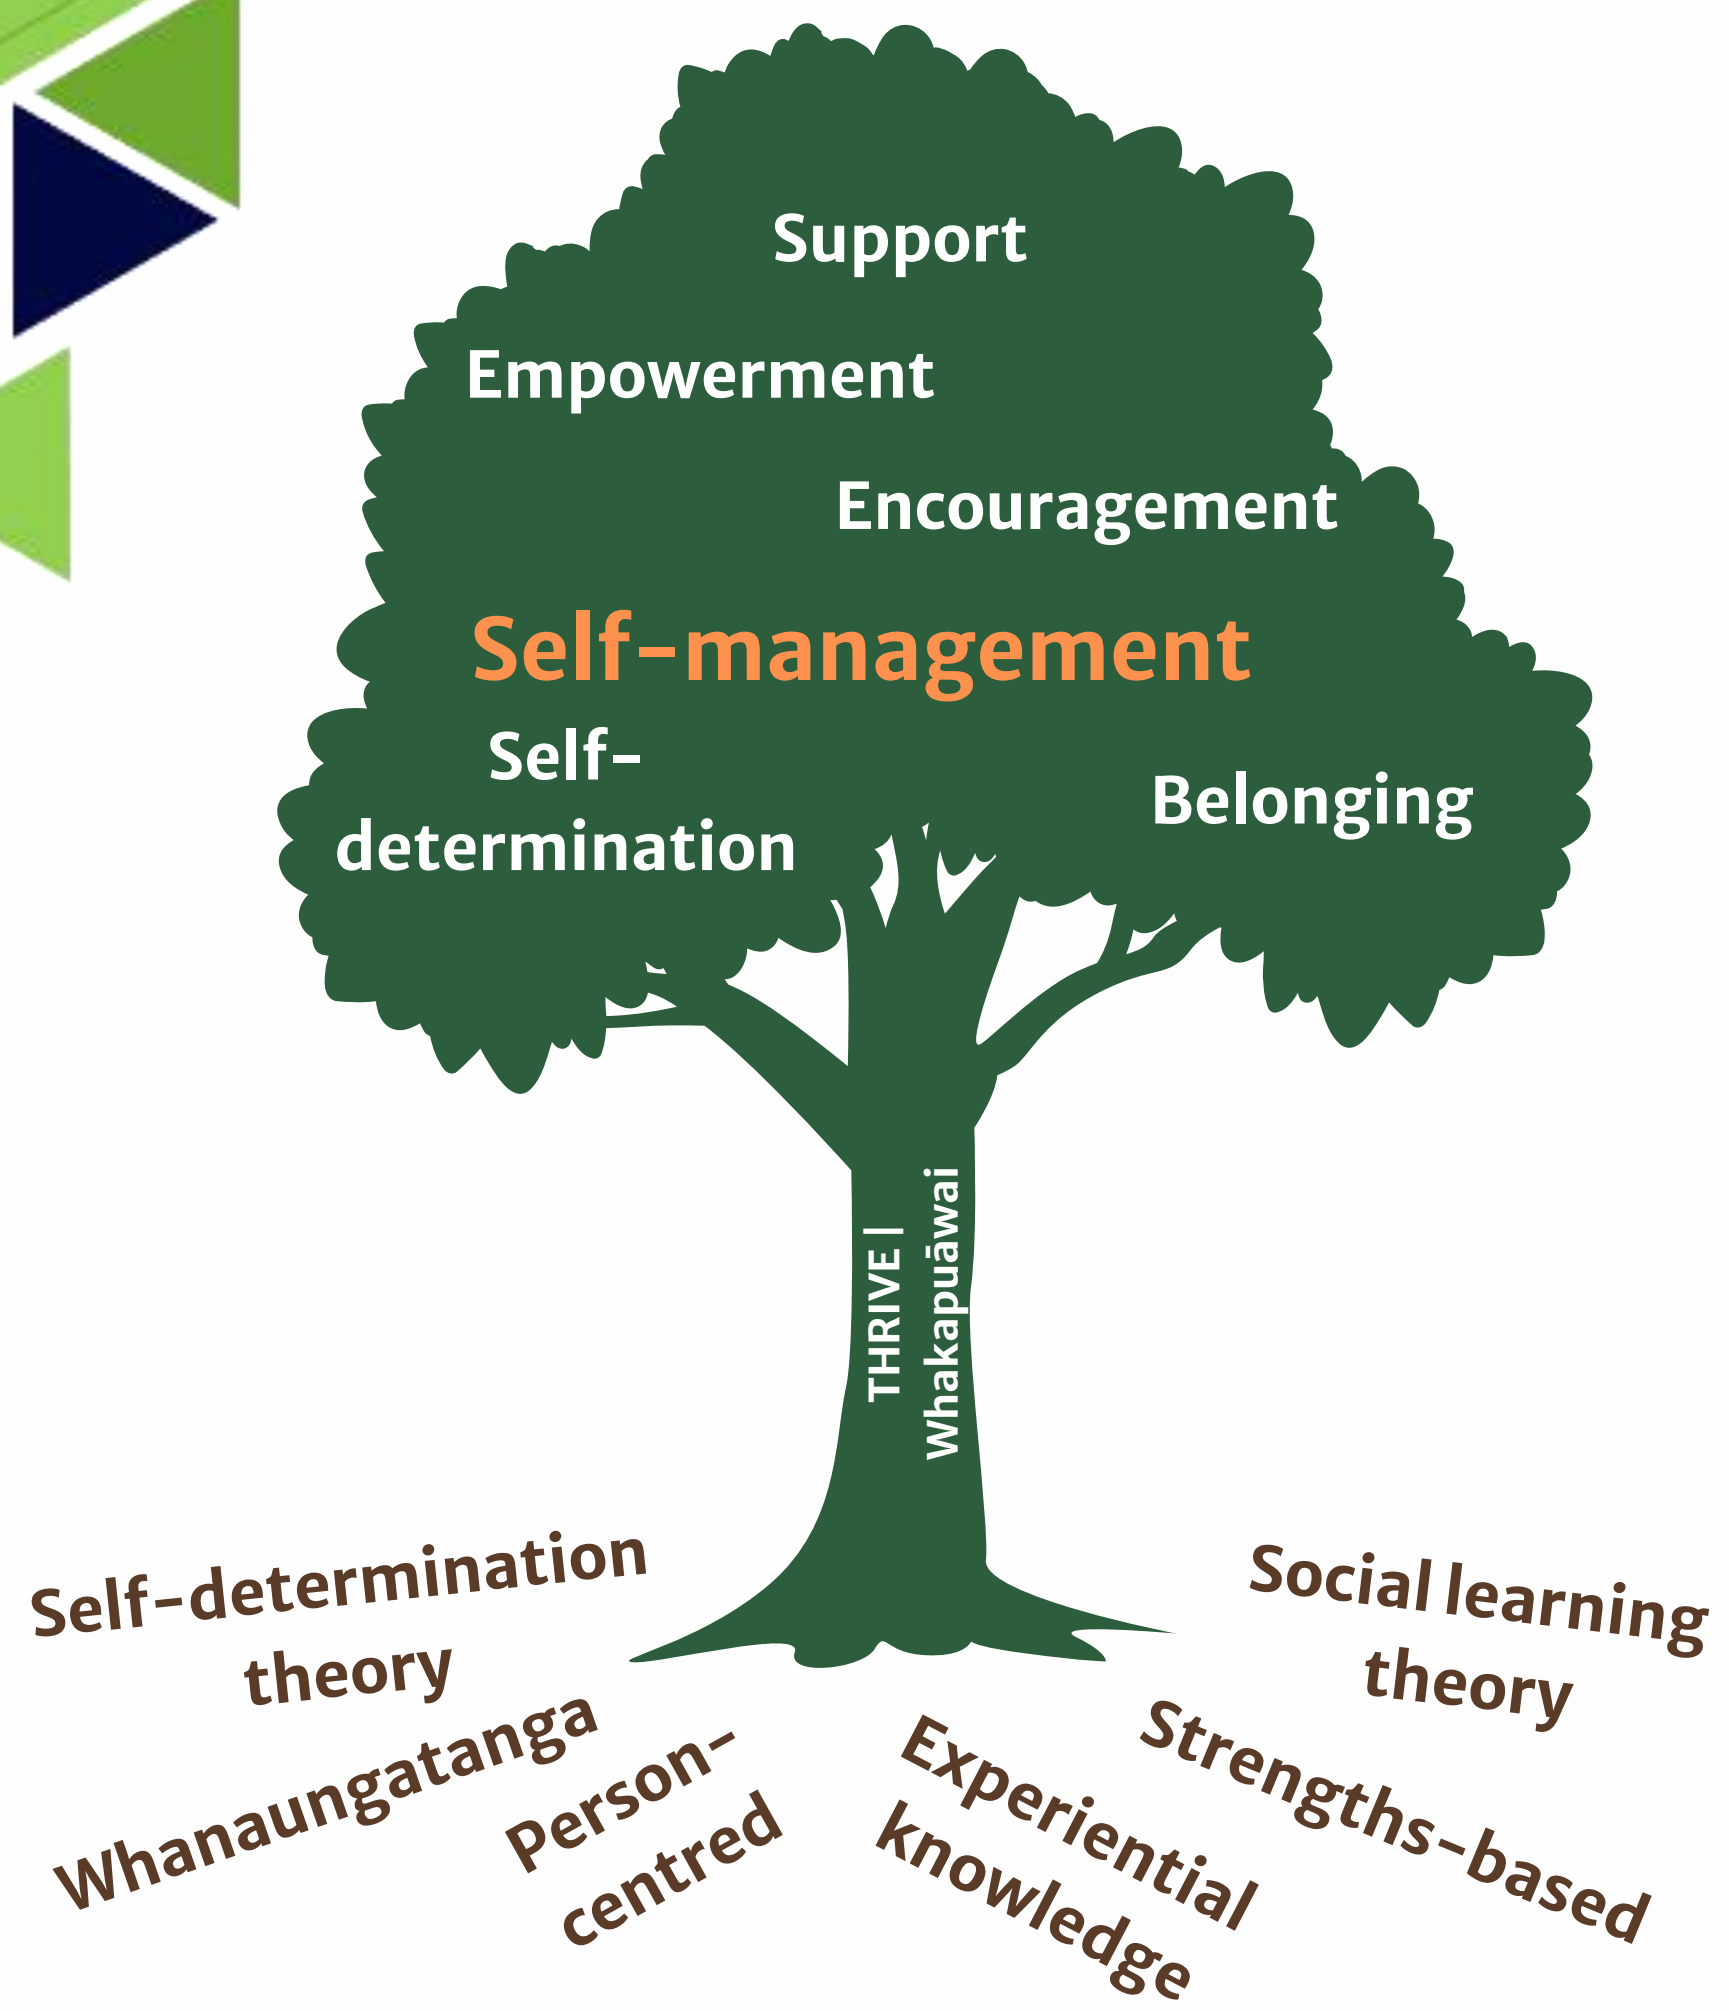 Support
Empowerment
Encouragement
Self-management
Self-
determination
Belonging
THRIVE |
Whakapuāwai
Self-determination
theory
Whanaungatanga
Person-
centred
Experiential
knowledge
Strengths-based
Social learning
theory